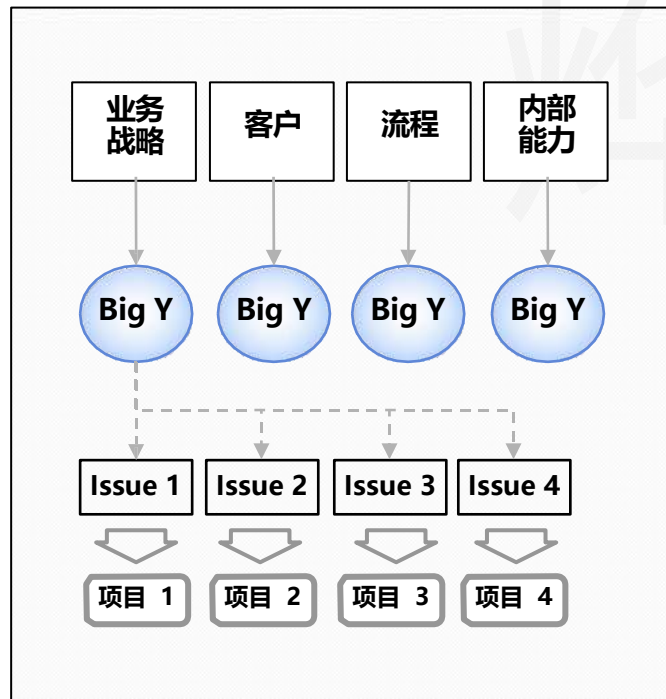 业务
战略
客户
流程
内部
能力
Big Y
Big Y
Big Y
Big Y
Issue 1
Issue 2
Issue 3
Issue 4
项目 1
项目 2
项目 3
项目 4